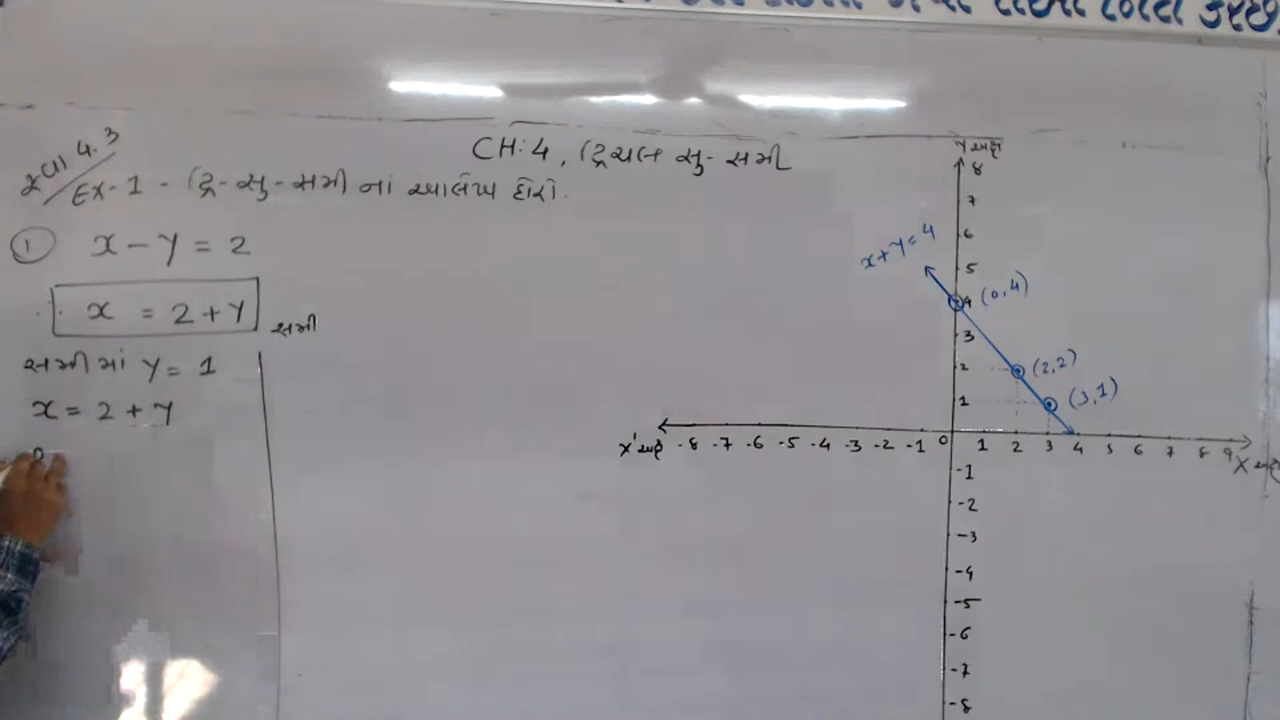 CH: 4, દ્વિચલ સુ- સમી
સ્વા 4.3
Ex-1 - દ્વિ-સુ-સમી નાં આલેખ દોરો.
① x - y = 2
∴ x = 2 + y સમી
સમીમાં y = 1
x = 2 + y
x + y = 4
(0,4)
(2,2)
(3,1)
Y અક્ષ
8
7
6
5
4
3
2
1
X' અક્ષ -8 -7 -6 -5 -4 -3 -2 -1 0 1 2 3 4 5 6 7 8 9 X
-1
-2
-3
-4
-5
-6
-7
-8